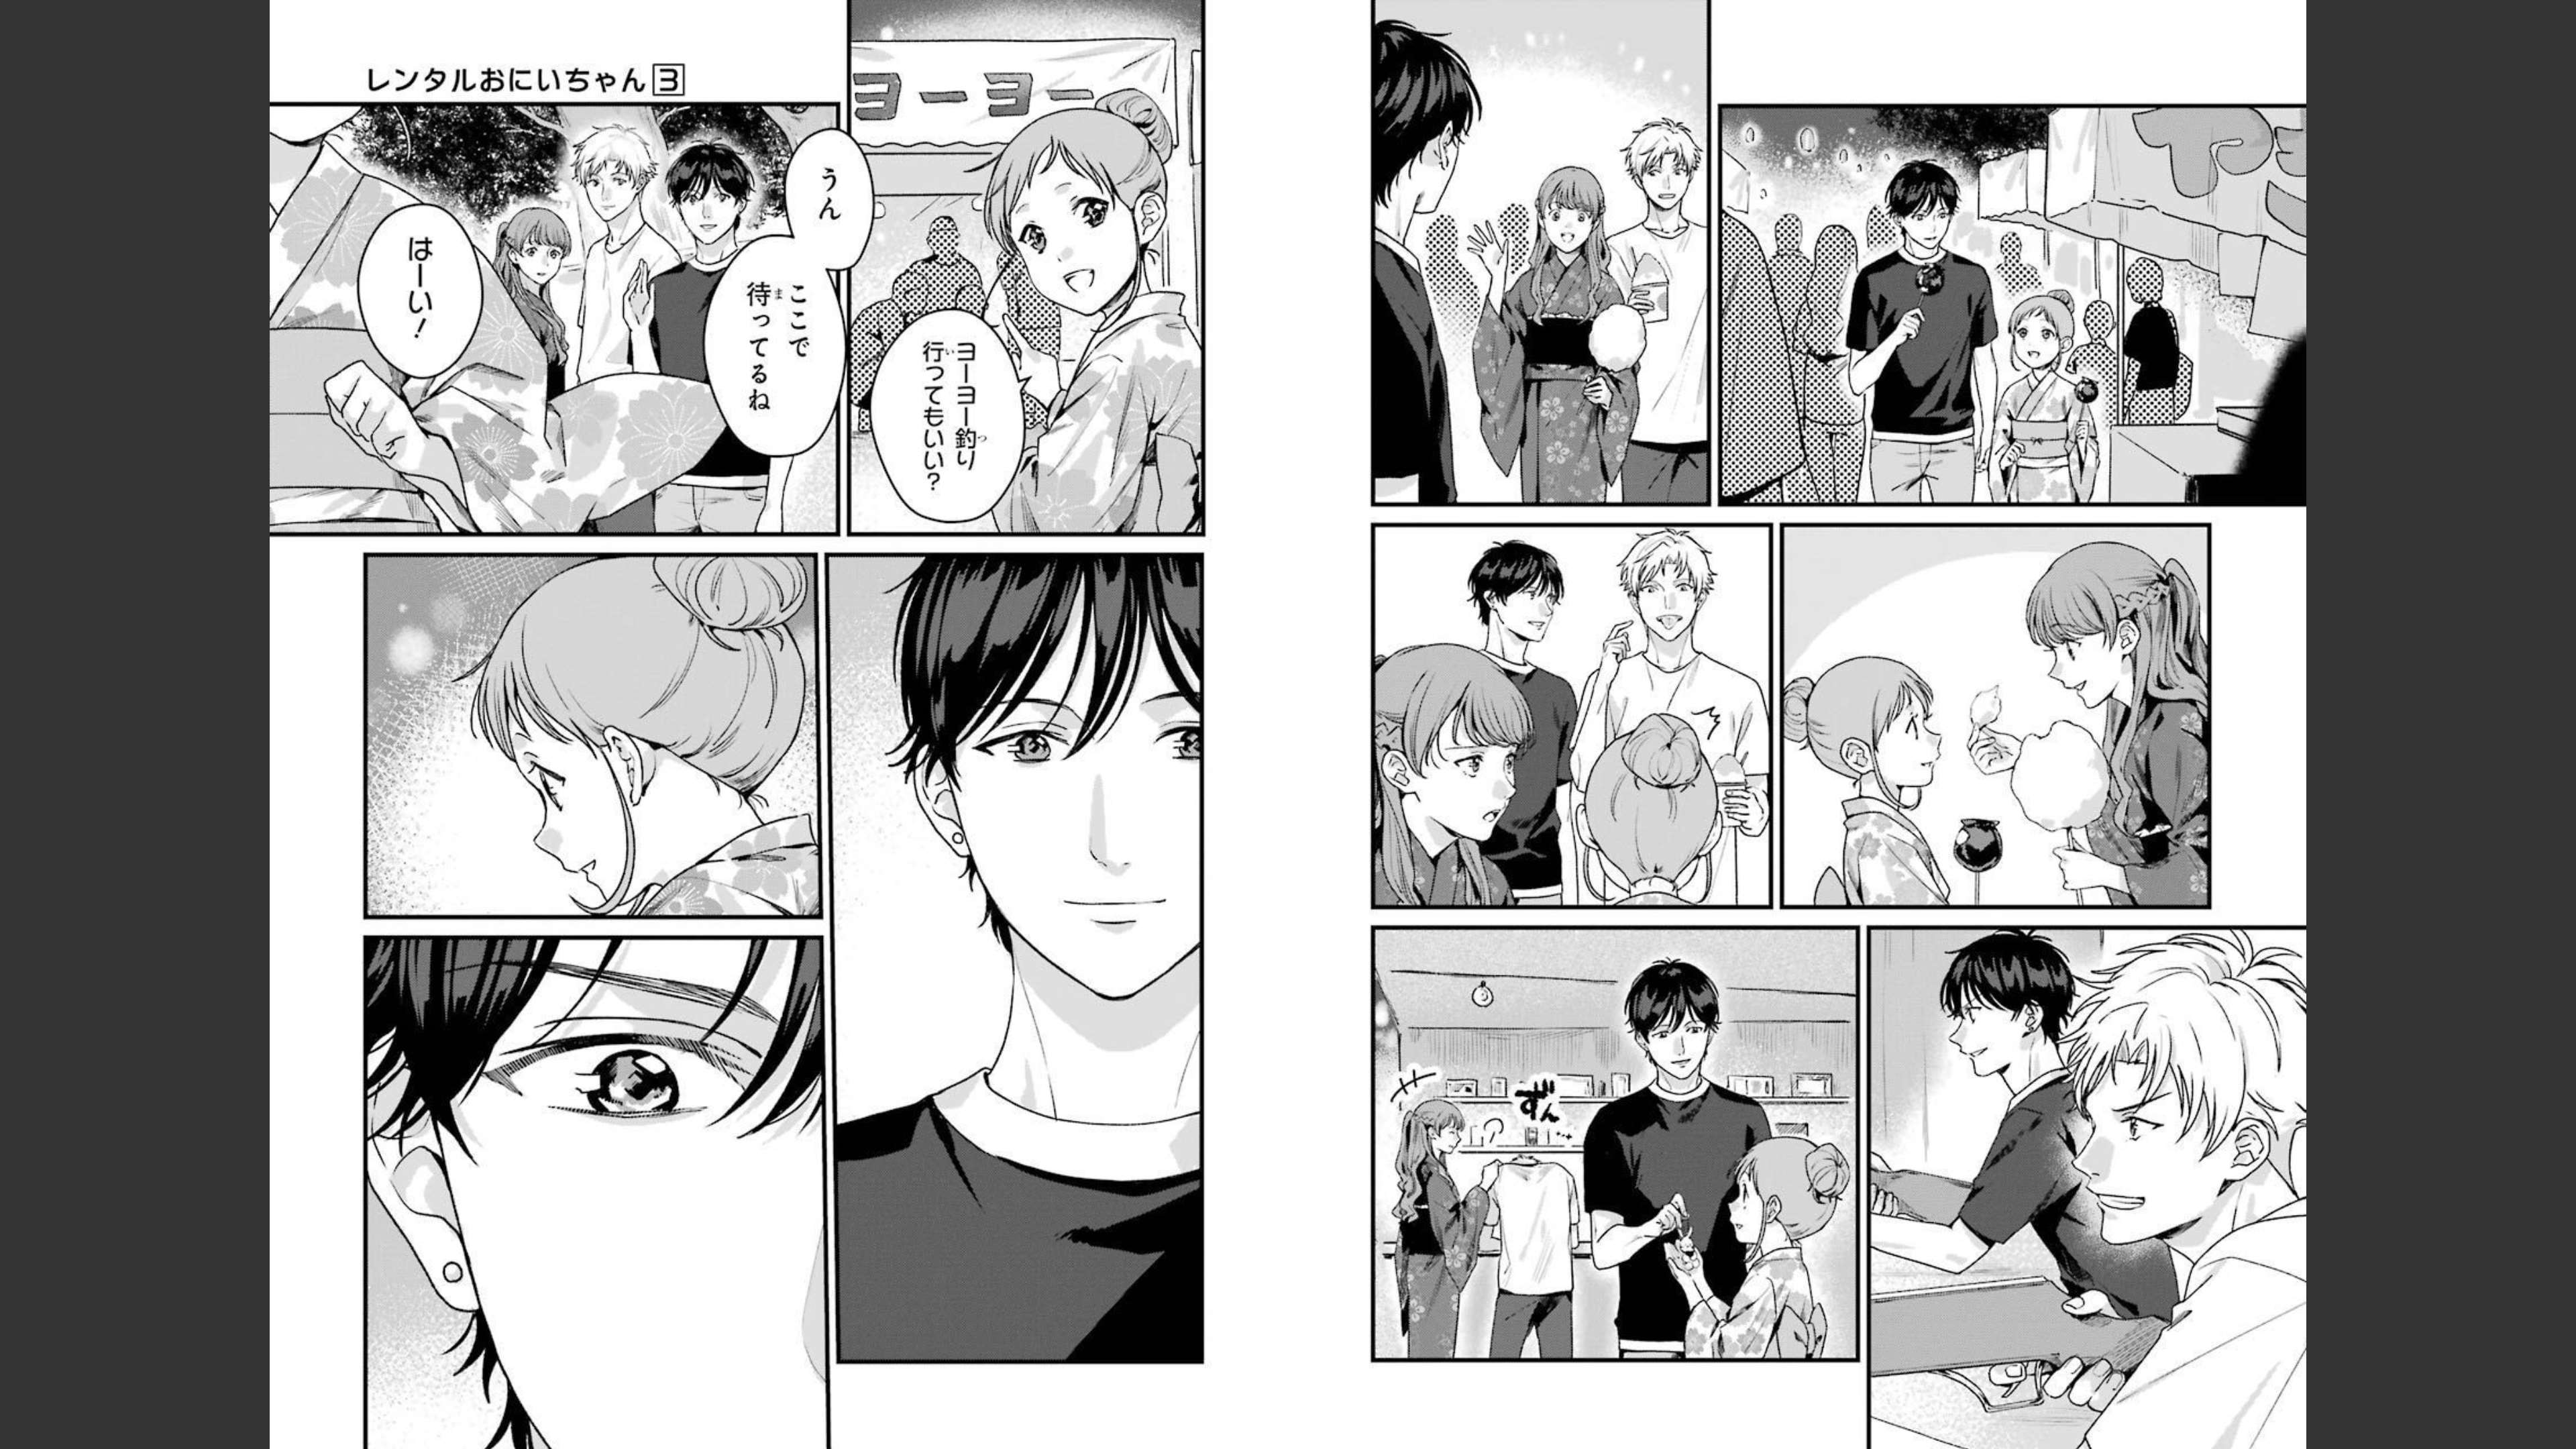 ずん
レンタルおにいちゃん3
ヨーヨー
ヨーヨー釣り
行ってもいい?
うん
ここで
待ってるね
はーい!